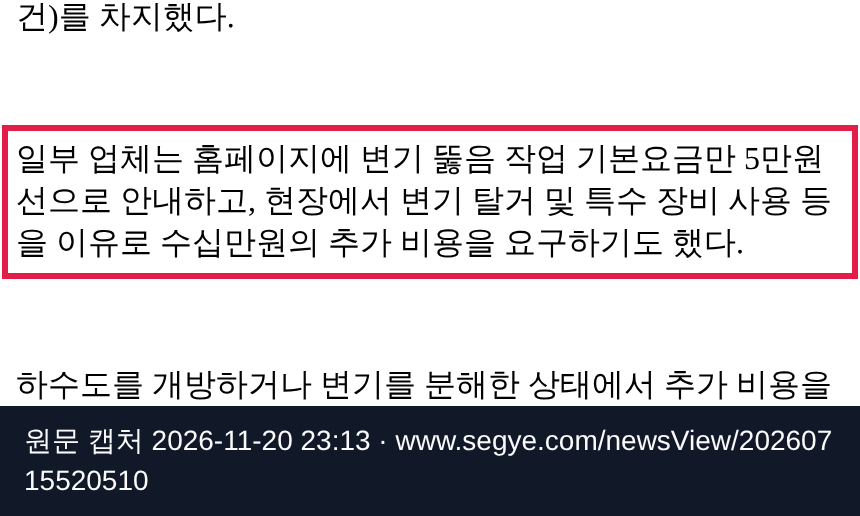 건)를 차지했다.
일부 업체는 홈페이지에 변기 뚫음 작업 기본요금만 5만원
선으로 안내하고, 현장에서 변기 탈거 및 특수 장비 사용 등
을 이유로 수십만원의 추가 비용을 요구하기도 했다.
하수도를 개방하거나 변기를 분해한 상태에서 추가 비용을
원문 캡처 2026-11-20 23:13 · www.segye.com/newsView/202607
15520510